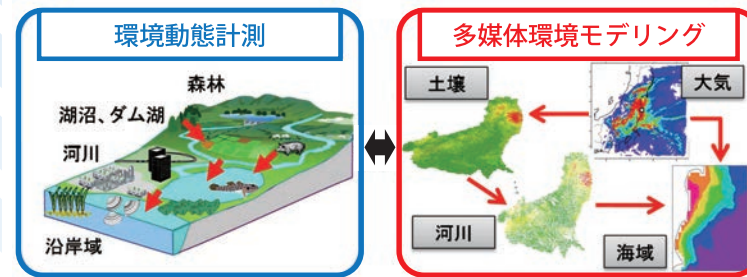 環境動態計測
森林
湖沼、ダム湖
河川
沿岸域
多媒体環境モデリング
土壌
大気
河川
海域